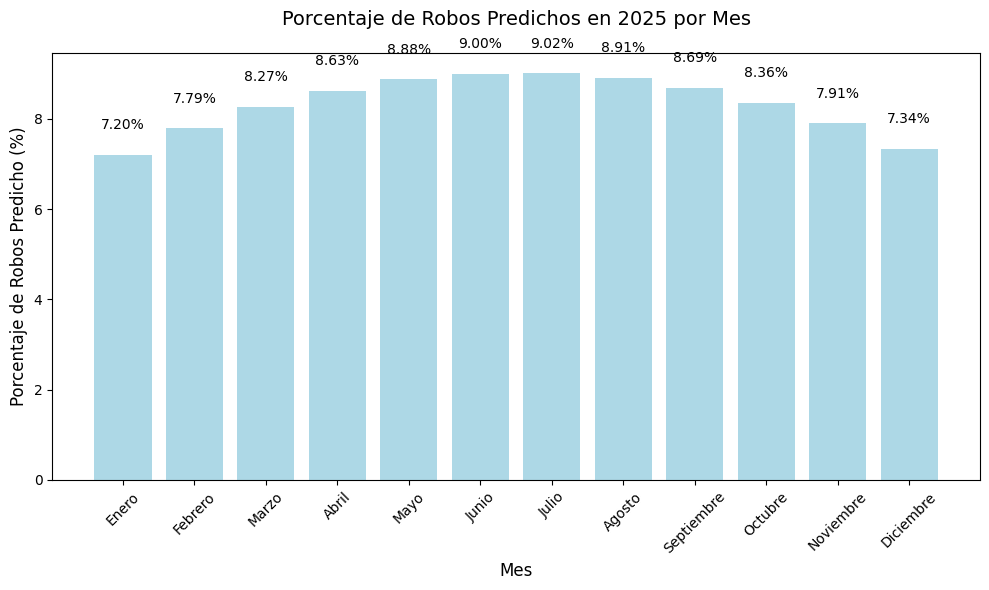 Porcentaje de Robos Predichos en 2025 por Mes
Porcentaje de Robos Predicho (%)
8
6
4
2
0
7.20%
7.79%
8.27%
8.63%
8.88%
9.00%
9.02%
8.91%
8.69%
8.36%
7.91%
7.34%
Enero
Febrero
Marzo
Abril
Mayo
Junio
Julio
Agosto
Septiembre
Octubre
Noviembre
Diciembre
Mes